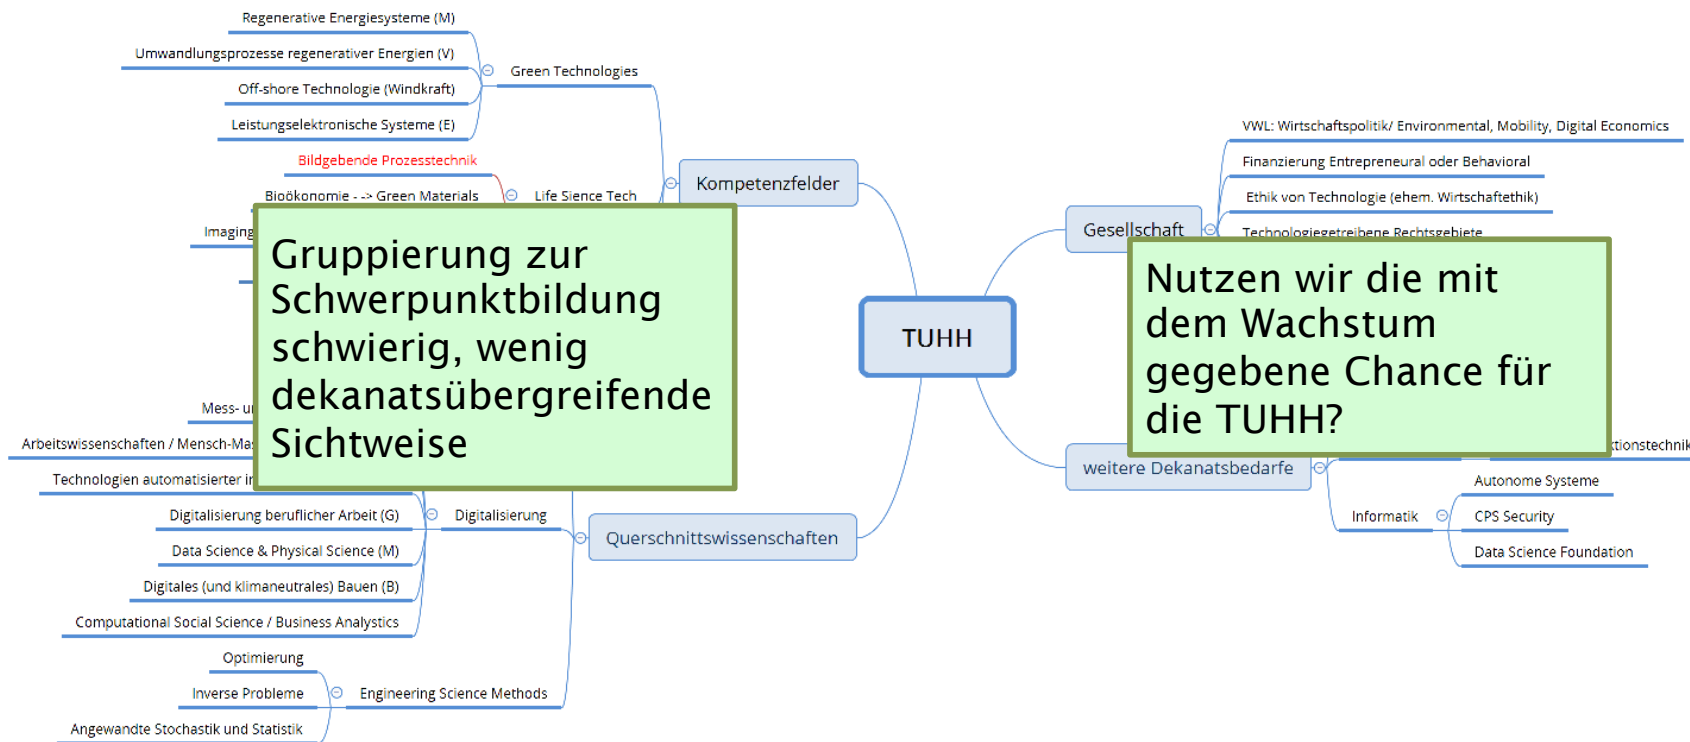 Regenerative Energiesysteme (M)
Umwandlungsprozesse regenerativer Energien (V)
Off-shore Technologie (Windkraft)
Leistungselektronische Systeme (E)
Green Technologies
Bildgebende Prozesstechnik
Bioökonomie - -> Green Materials
Life Sience Tech
Imaging
Kompetenzfelder
Gruppierung zur
Schwerpunktbildung
schwierig, wenig
dekanatsübergreifende
Sichtweise
Mess- u
Arbeitswissenschaften / Mensch-Ma
Technologien automatisierter i
Digitalisierung beruflicher Arbeit (G)
Data Science & Physical Science (M)
Digitales (und klimaneutrales) Bauen (B)
Computational Social Science / Business Analystics
Digitalisierung
Querschnittswissenschaften
Optimierung
Inverse Probleme
Angewandte Stochastik und Statistik
Engineering Science Methods
TUHH
VWL: Wirtschaftspolitik/ Environmental, Mobility, Digital Economics
Finanzierung Entrepreneural oder Behavioral
Ethik von Technologie (ehem. Wirtschaftethik)
Technologiegetreibene Rechtsgebiete
Gesellschaft
Nutzen wir die mit
dem Wachstum
gegebene Chance für
die TUHH?
weitere Dekanatsbedarfe
ktionstechnik
Informatik
Autonome Systeme
CPS Security
Data Science Foundation